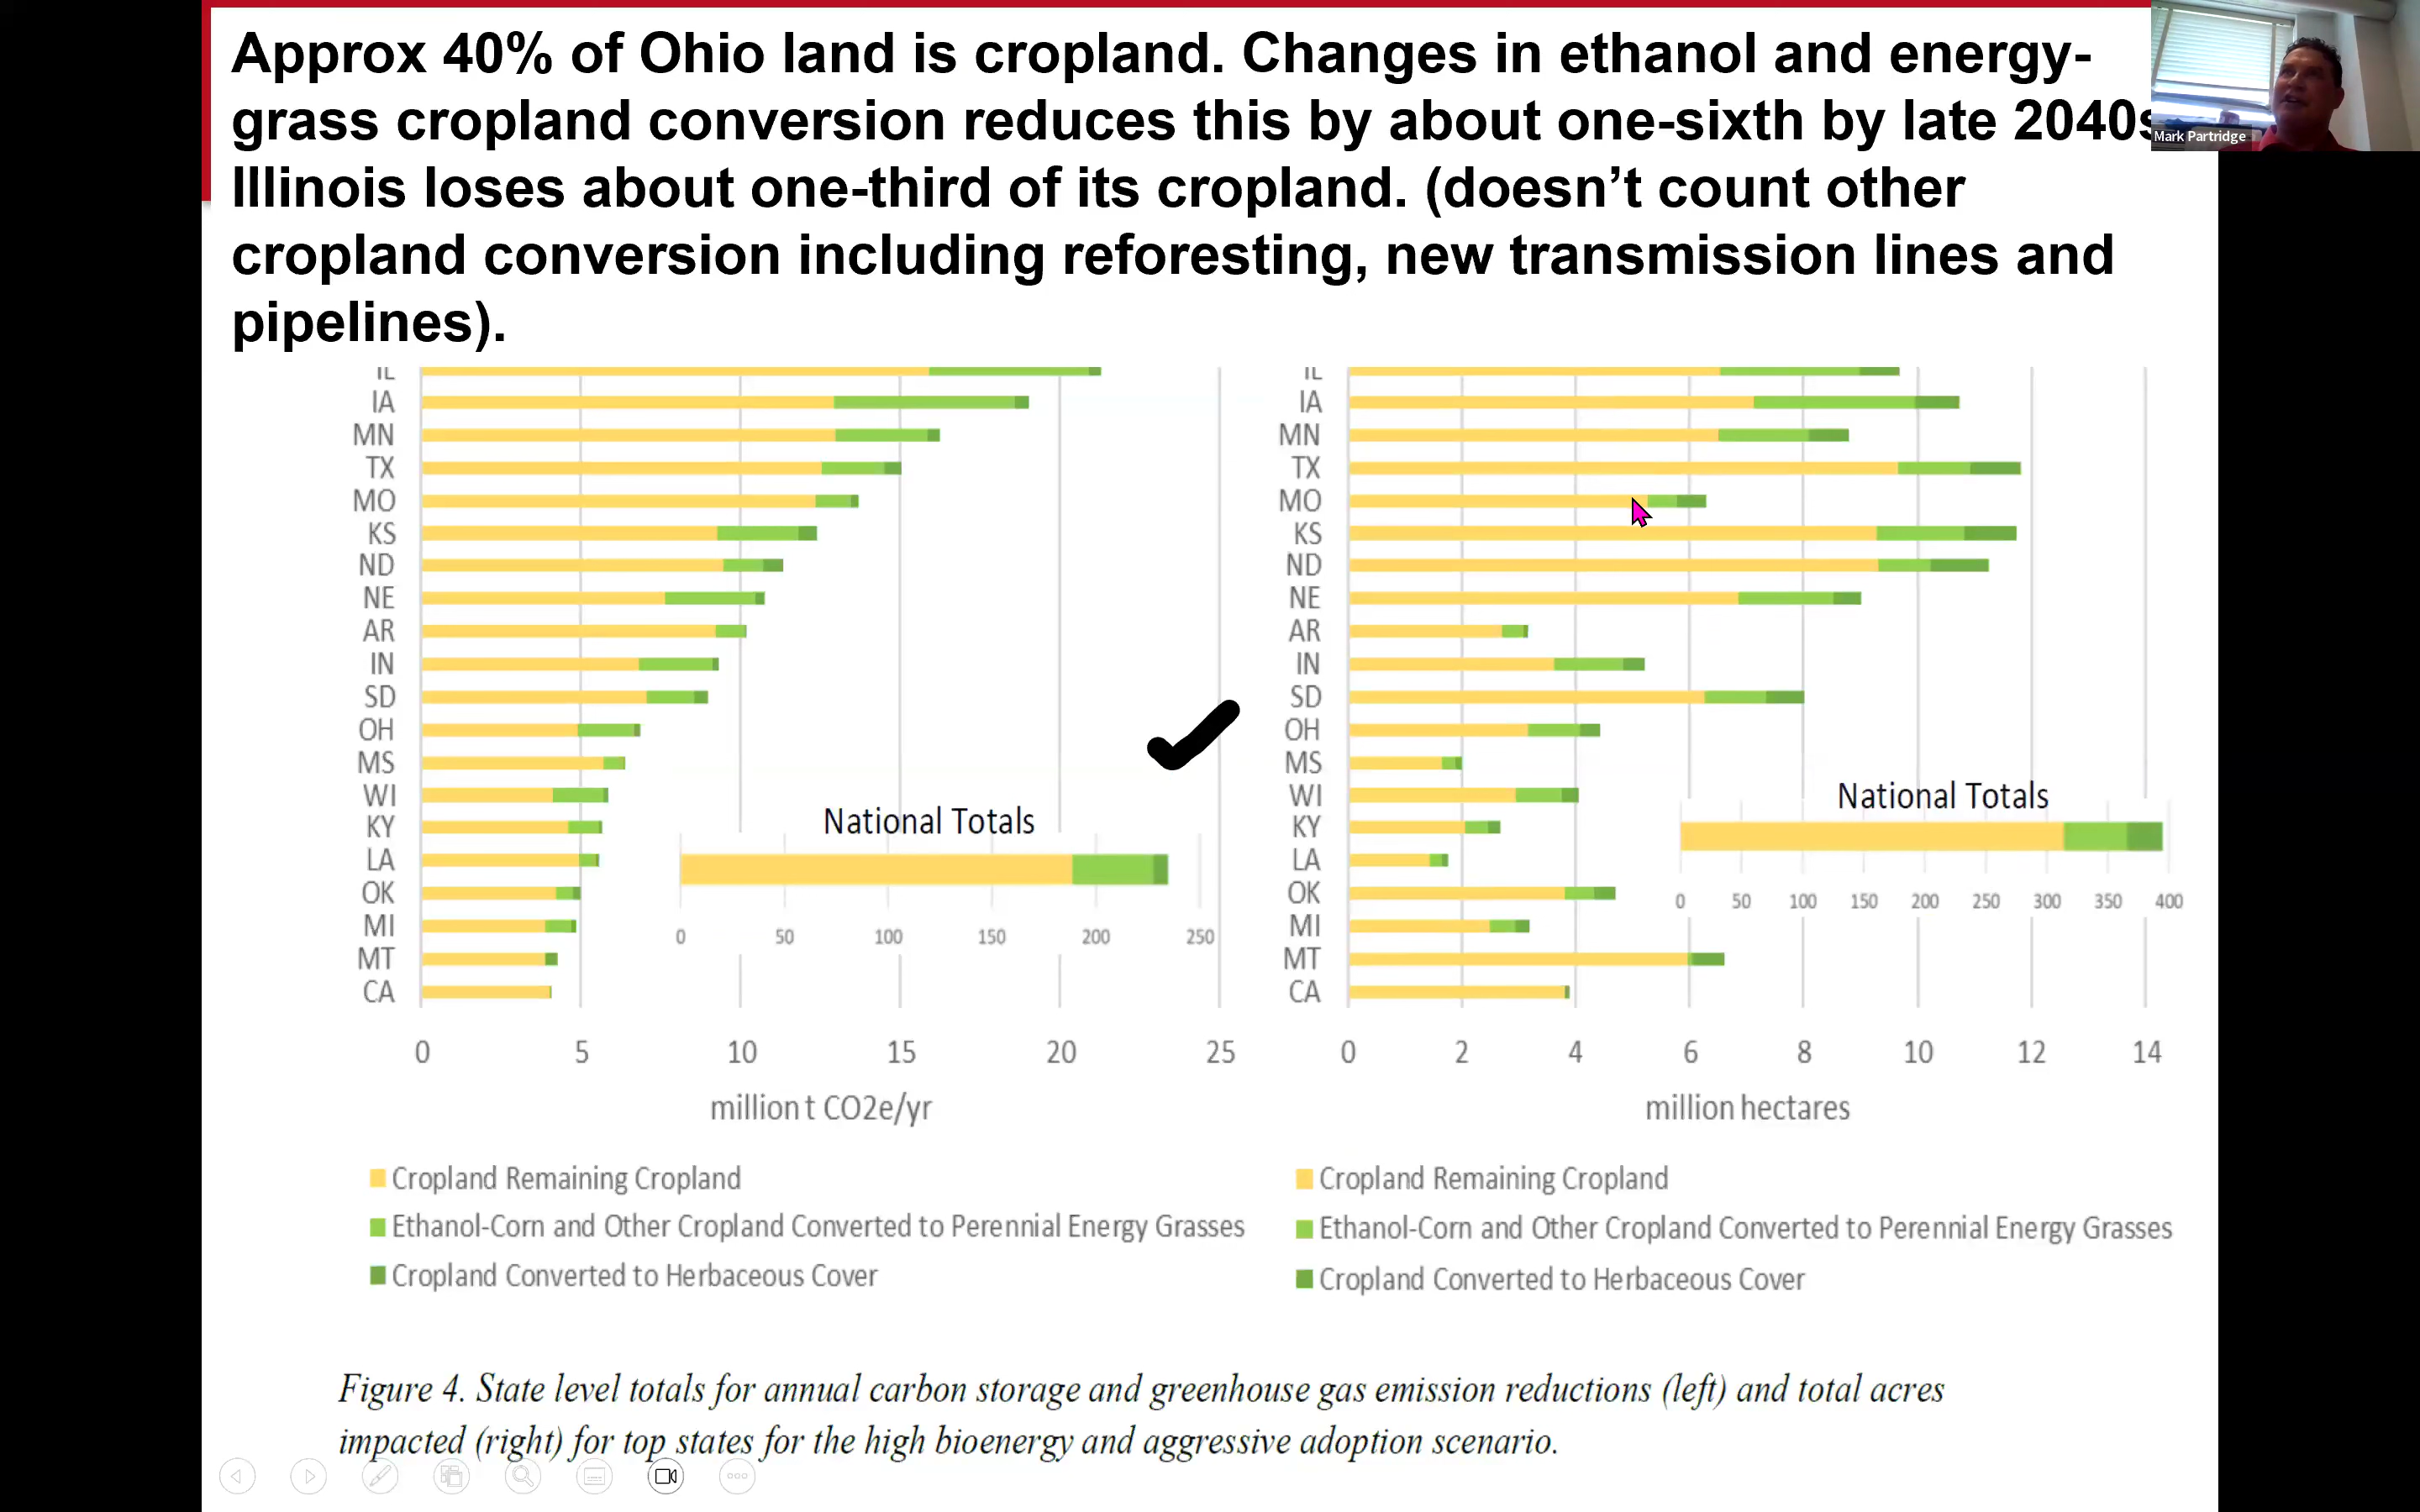 Approx 40% of Ohio land is cropland. Changes in ethanol and energy-
grass cropland conversion reduces this by about one-sixth by late 2040s
Illinois loses about one-third of its cropland. (doesn’t count other
cropland conversion including reforesting, new transmission lines and
pipelines).
Mark Partridge
IL
IA
MN
TX
MO
KS
ND
NE
AR
IN
SD
OH
MS
WI
KY
LA
OK
MI
MT
CA
National Totals
0 50 100 150 200 250
0 5 10 15 20 25
million t CO2e/yr
Cropland Remaining Cropland
Ethanol-Corn and Other Cropland Converted to Perennial Energy Grasses
Cropland Converted to Herbaceous Cover
IL
IA
MN
TX
MO
KS
ND
NE
AR
IN
SD
OH
MS
WI
KY
LA
OK
MI
MT
CA
National Totals
0 50 100 150 200 250 300 350 400
0 2 4 6 8 10 12 14
million hectares
Cropland Remaining Cropland
Ethanol-Corn and Other Cropland Converted to Perennial Energy Grasses
Cropland Converted to Herbaceous Cover
Figure 4. State level totals for annual carbon storage and greenhouse gas emission reductions (left) and total acres
impacted (right) for top states for the high bioenergy and aggressive adoption scenario.